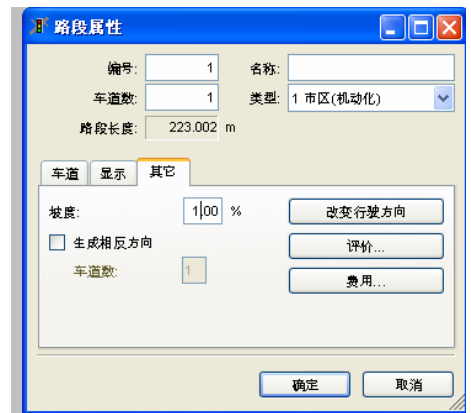 路段属性
编号: 1 名称:
车道数: 1 类型: 1 市区(机动化)
路段长度: 223.002 m
车道 显示 其它
坡度: 1.00 % 改变行驶方向
生成相反方向 评价...
车道数: 1 费用...
确定 取消